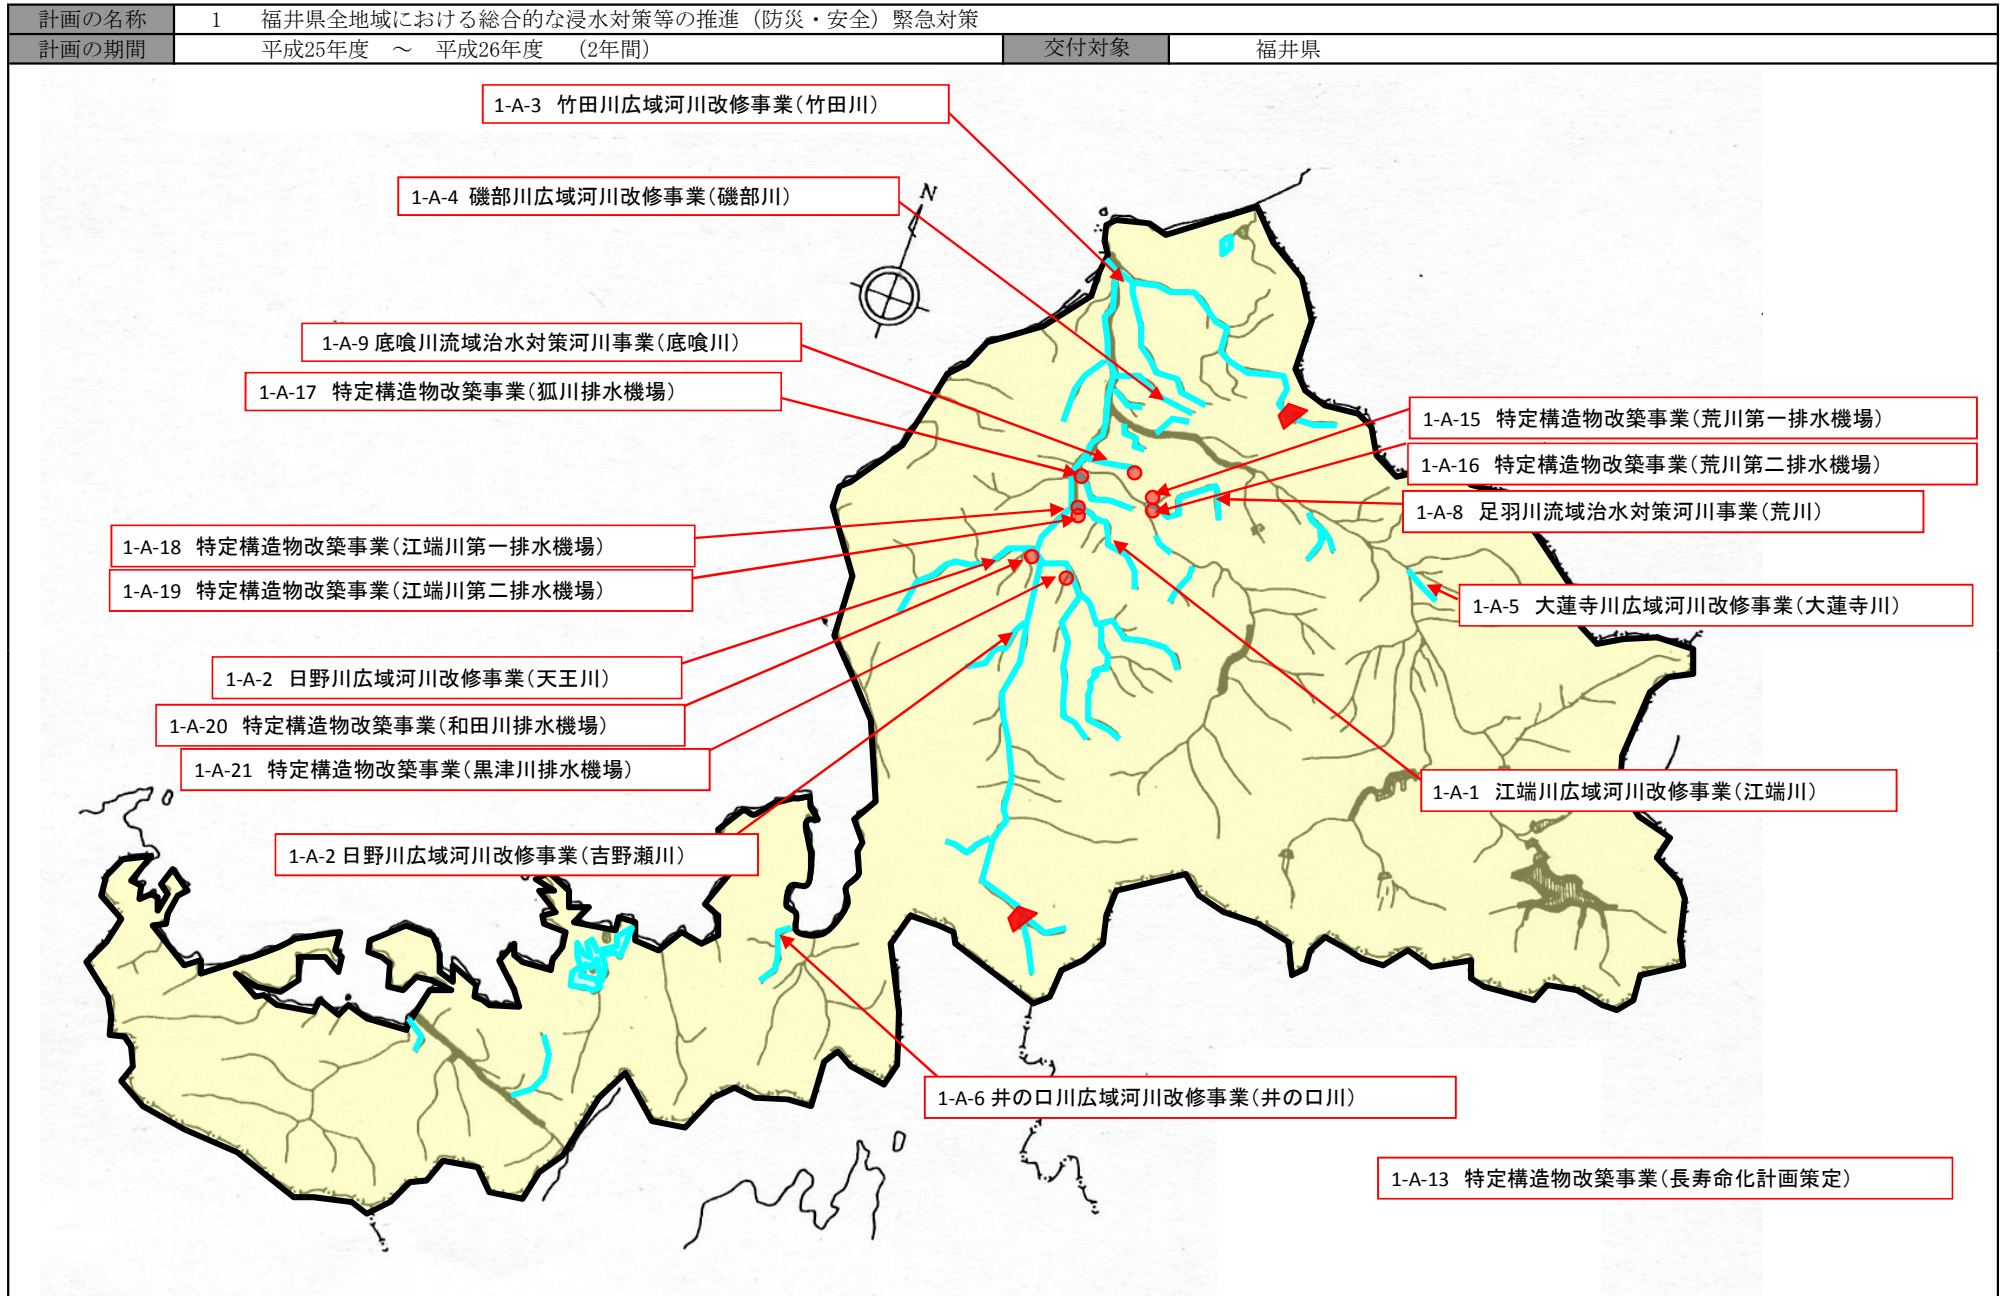 計画の名称 1 福井県全地域における総合的な浸水対策等の推進（防災・安全）緊急対策
計画の期間 平成25年度 ～ 平成26年度 （2年間） 交付対象 福井県
1-A-3 竹田川広域河川改修事業（竹田川）
1-A-4 磯部川広域河川改修事業（磯部川）
N
1-A-9 底喰川流域治水対策河川事業（底喰川）
1-A-17 特定構造物改築事業（狐川排水機場）
1-A-15 特定構造物改築事業（荒川第一排水機場）
1-A-16 特定構造物改築事業（荒川第二排水機場）
1-A-8 足羽川流域治水対策河川事業（荒川）
1-A-18 特定構造物改築事業（江端川第一排水機場）
1-A-19 特定構造物改築事業（江端川第二排水機場）
1-A-5 大蓮寺川広域河川改修事業（大蓮寺川）
1-A-2 日野川広域河川改修事業（天王川）
1-A-20 特定構造物改築事業（和田川排水機場）
1-A-21 特定構造物改築事業（黒津川排水機場）
1-A-1 江端川広域河川改修事業（江端川）
1-A-2 日野川広域河川改修事業（吉野瀬川）
1-A-6 井の口川広域河川改修事業（井の口川）
1-A-13 特定構造物改築事業（長寿命化計画策定）